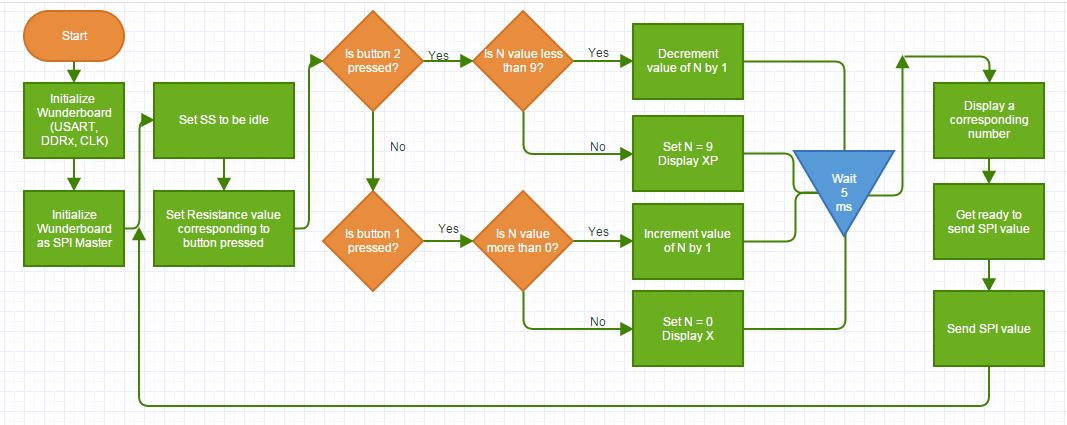 Start
Initialize
Wunderboard
(USART,
DDRx, CLK)
Initialize
Wunderboard
as SPI Master
Set SS to be idle
Set Resistance value
corresponding to
button pressed
Is button 2
pressed?
Yes
No
Is button 1
pressed?
Yes
Is N value less
than 9?
Yes
No
Is N value
more than 0?
Yes
No
Decrement
value of N by 1
Set N = 9
Display XP
Increment value
of N by 1
Set N = 0
Display X
Wait
5
ms
Display a
corresponding
number
Get ready to
send SPI value
Send SPI value